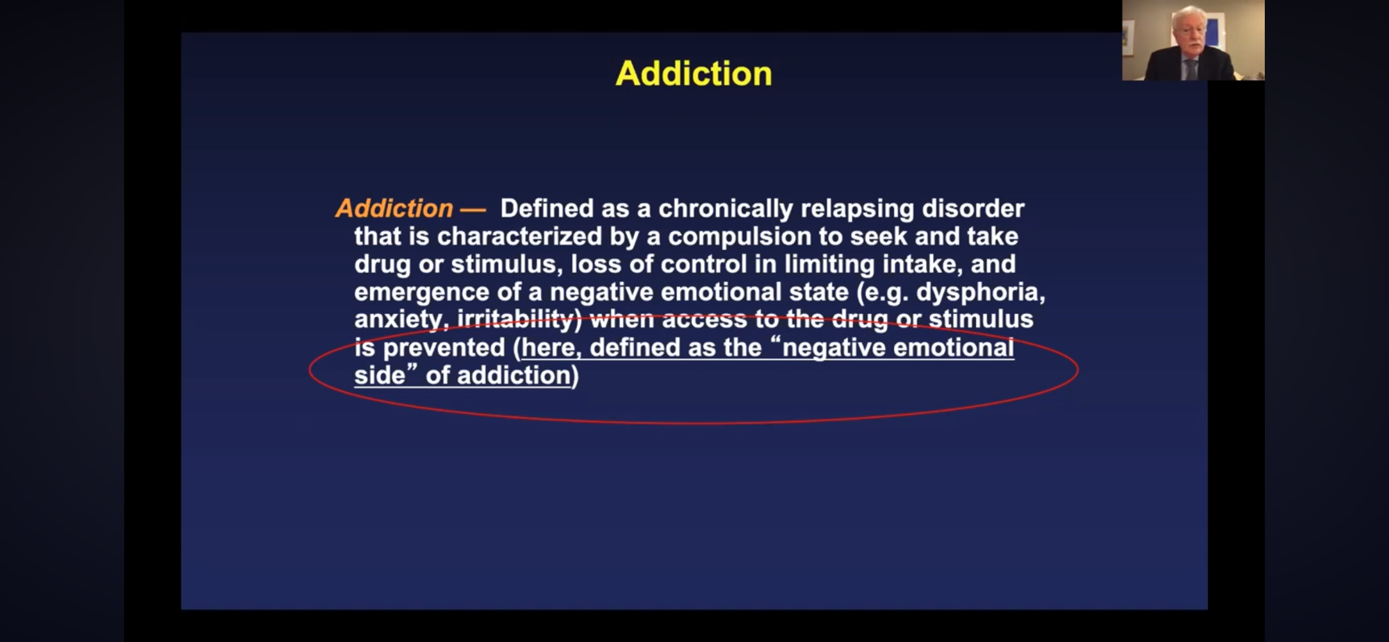 Addiction
Addiction — Defined as a chronically relapsing disorder
that is characterized by a compulsion to seek and take
drug or stimulus, loss of control in limiting intake, and
emergence of a negative emotional state (e.g. dysphoria,
anxiety, irritability) when access to the drug or stimulus
is prevented (here, defined as the “negative emotional
side” of addiction)